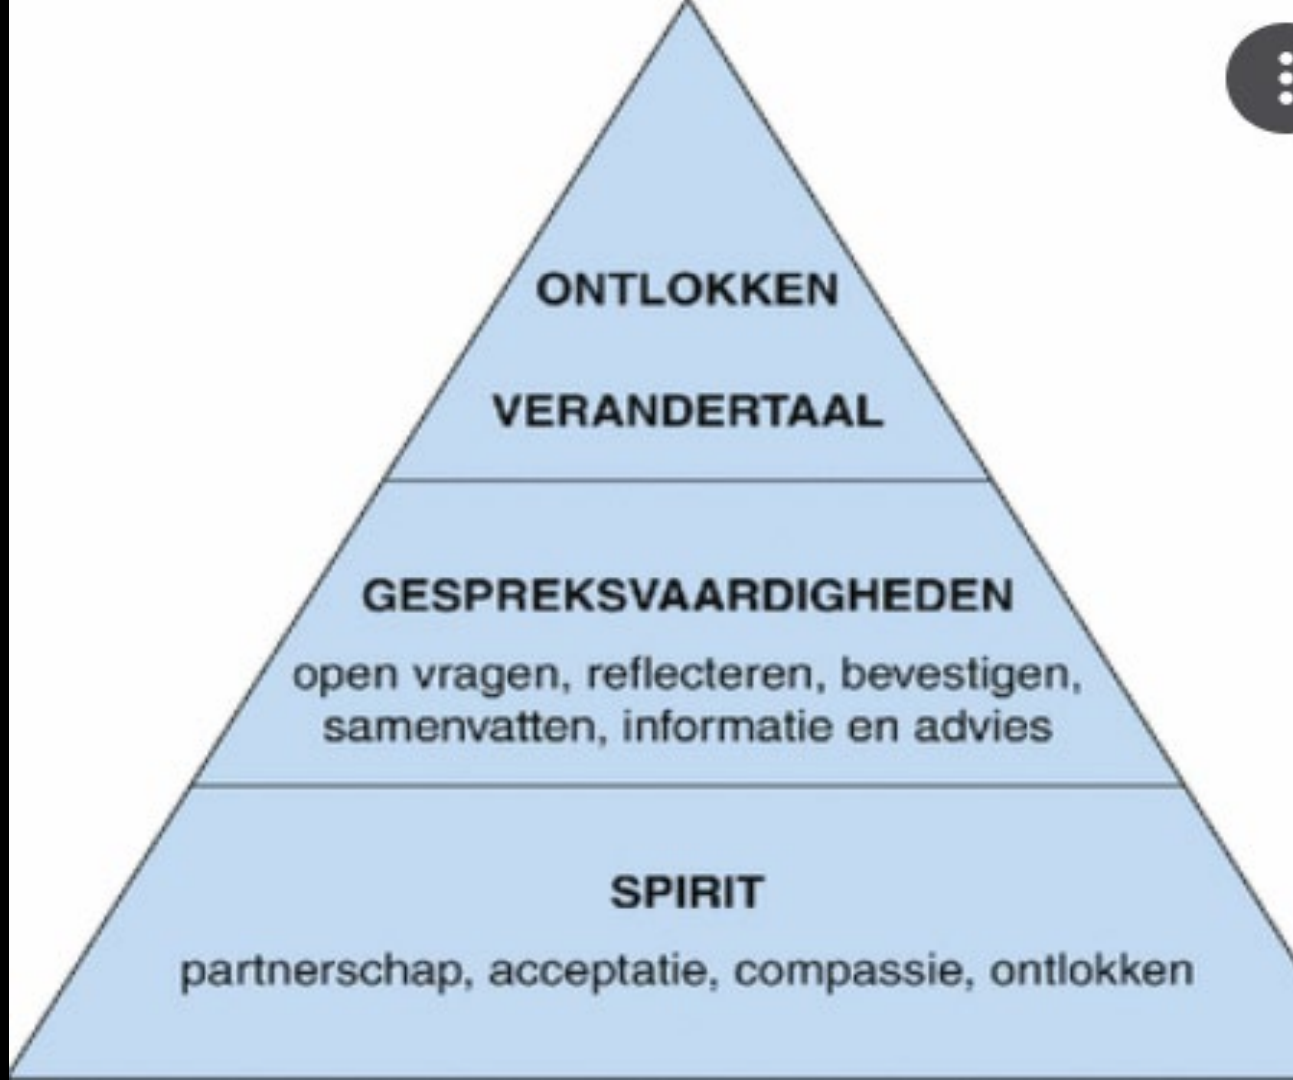 ONTLOKKEN
VERANDERTAAL
GESPREKSVAARDIGHEDEN
open vragen, reflecteren, bevestigen,
samenvatten, informatie en advies
SPIRIT
partnerschap, acceptatie, compassie, ontlokken